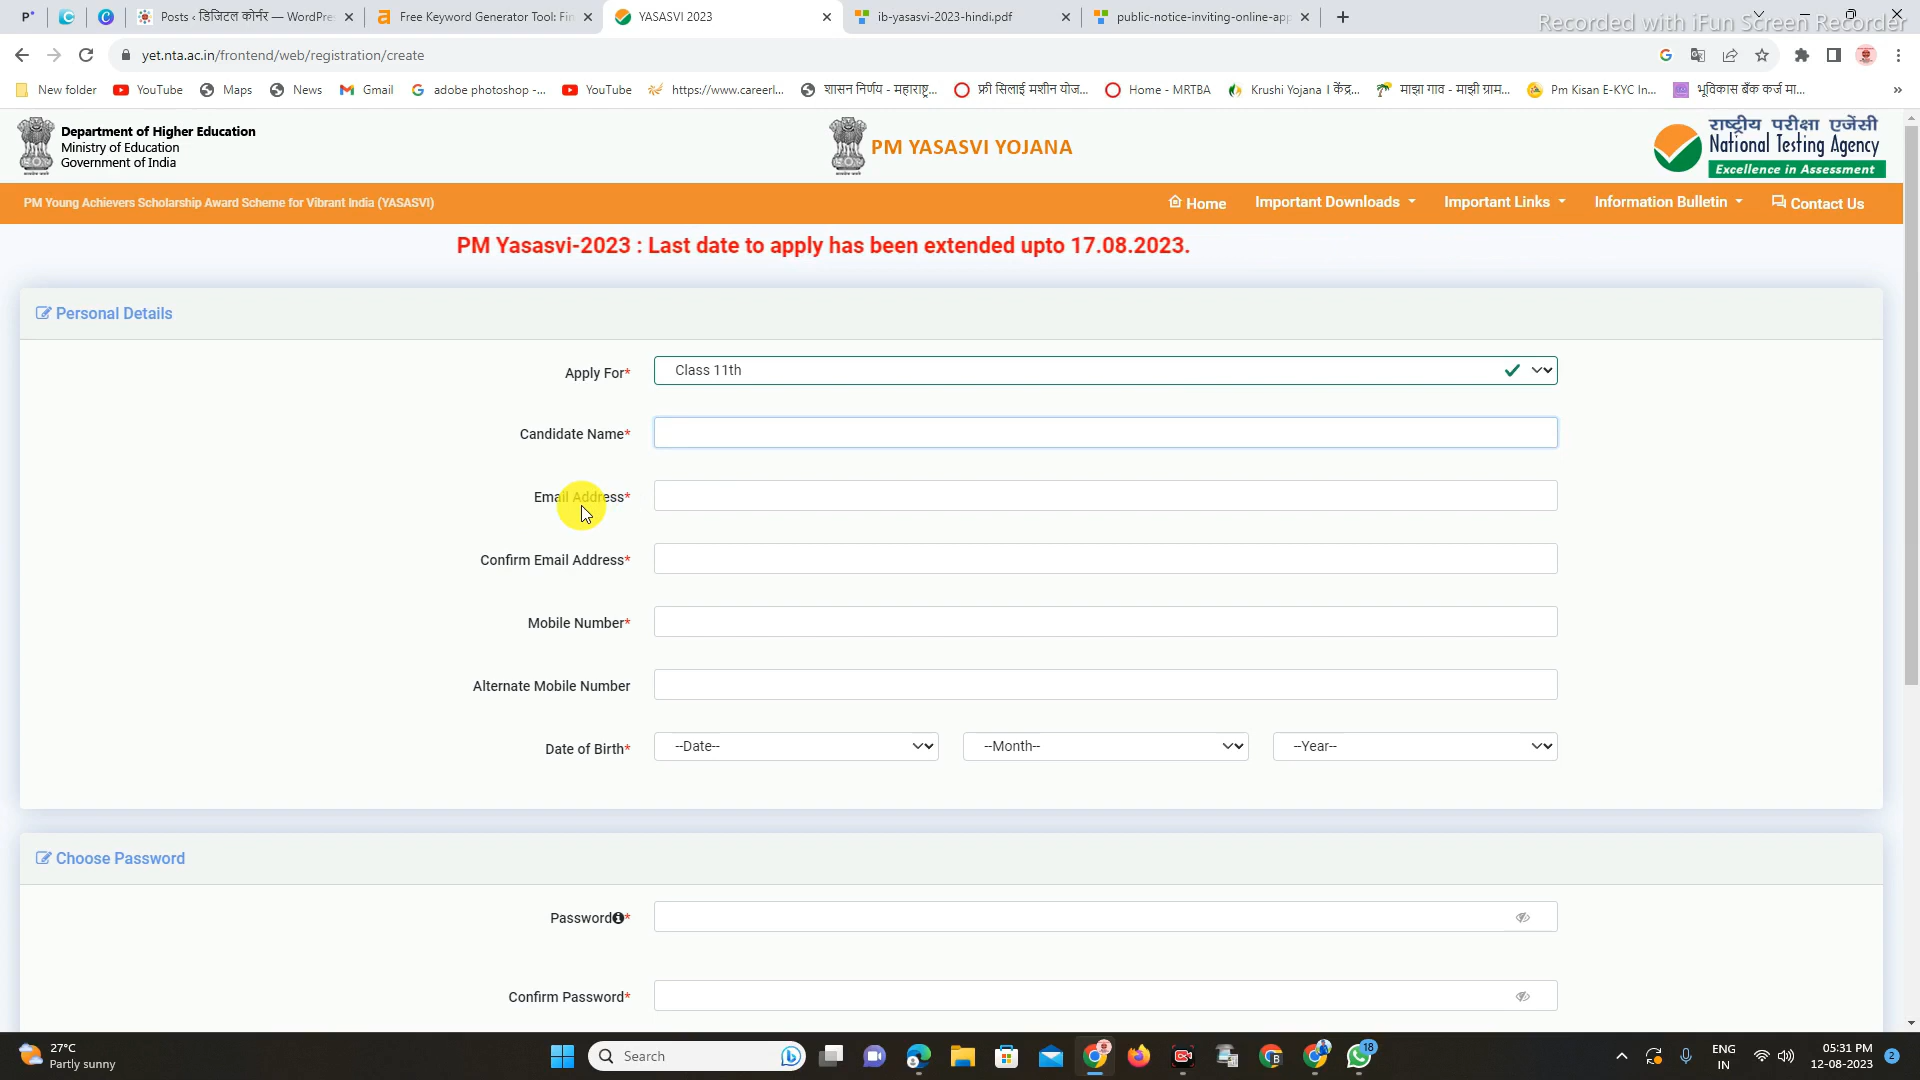 P•
Posts ‹ डिजिटल कोर्नर — WordPre
Free Keyword Generator Tool: Fin
YASASVI 2023
ib-yasasvi-2023-hindi.pdf
public-notice-inviting-online-app
Recorded with iFun Screen Recorder
yet.nta.ac.in/frontend/web/registration/create
New folder
YouTube
Maps
News
Gmail
adobe photoshop -...
YouTube
https://www.careerl...
शासन निर्णय - महाराष्ट्र...
फ्री सिलाई मशीन योज...
Home - MRTBA
Krushi Yojana । केंद्र...
माझा गाव - माझी ग्राम...
Pm Kisan E-KYC In...
भूविकास बँक कर्ज मा...
»
Department of Higher Education
Ministry of Education
Government of India
PM YASASVI YOJANA
राष्ट्रीय परीक्षा एजेंसी
National Testing Agency
Excellence in Assessment
PM Young Achievers Scholarship Award Scheme for Vibrant India (YASASVI)
Home
Important Downloads
Important Links
Information Bulletin
Contact Us
PM Yasasvi-2023 : Last date to apply has been extended upto 17.08.2023.
Personal Details
Apply For*
Class 11th
Candidate Name*
Email Address*
Confirm Email Address*
Mobile Number*
Alternate Mobile Number
Date of Birth*
--Date--
--Month--
--Year--
Choose Password
Password*
Confirm Password*
27°C
Partly sunny
Search
18
ENG
IN
05:31 PM
12-08-2023
2